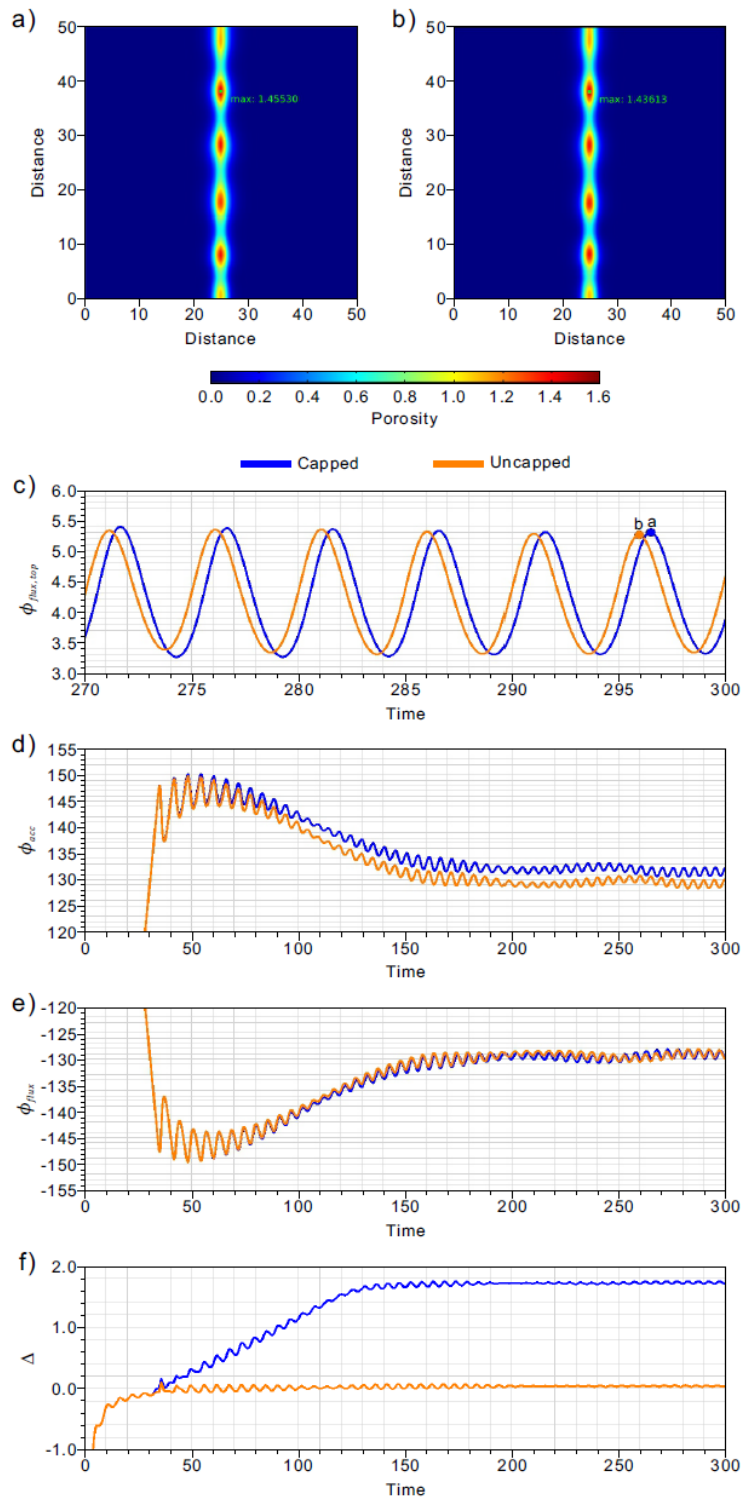 a)
50
40
30
20
10
0
Distance
max: 1.45530
0 10 20 30 40 50
Distance
b)
50
40
30
20
10
0
Distance
max: 1.43613
0 10 20 30 40 50
Distance
0.0 0.2 0.4 0.6 0.8 1.0 1.2 1.4 1.6
Porosity
Capped Uncapped
c)
6.0
5.5
5.0
4.5
4.0
3.5
3.0
ϕflux, top
b a
270 275 280 285 290 295 300
Time
d)
155
150
145
140
135
130
125
120
ϕacc
0 50 100 150 200 250 300
Time
e)
-120
-125
-130
-135
-140
-145
-150
-155
ϕflux
0 50 100 150 200 250 300
Time
f)
2.0
1.0
0.0
-1.0
Δ
0 50 100 150 200 250 300
Time